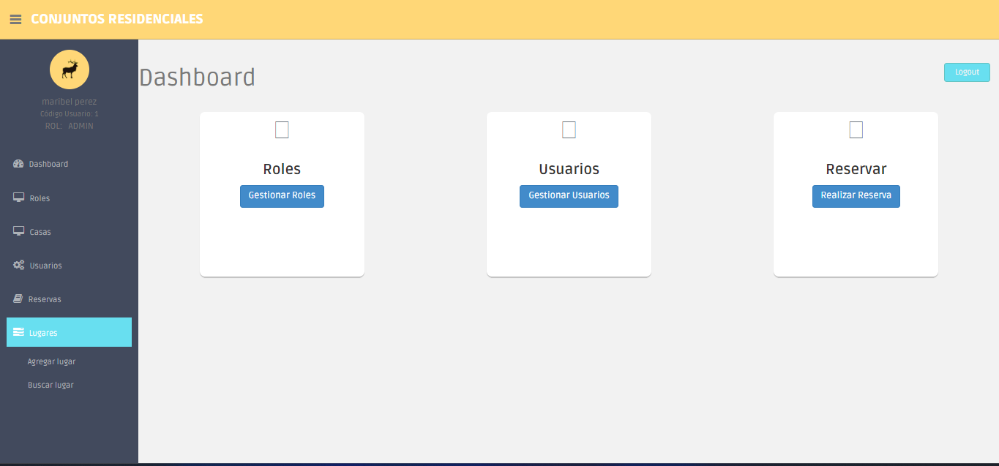 CONJUNTOS RESIDENCIALES
maribel perez
Código Usuario: 1
ROL: ADMIN
Dashboard
Roles
Casas
Usuarios
Reservas
Lugares
Agregar lugar
Buscar lugar
Dashboard
Logout
Roles
Gestionar Roles
Usuarios
Gestionar Usuarios
Reservar
Realizar Reserva